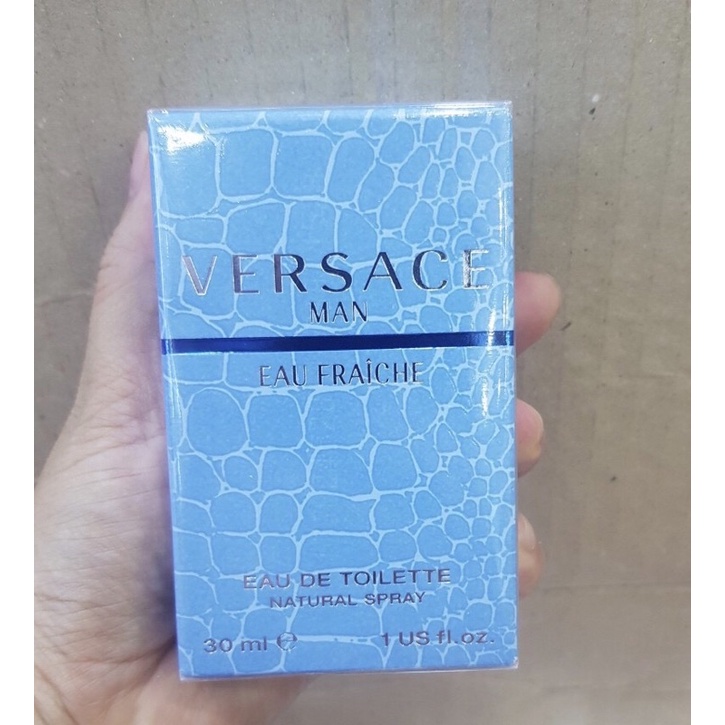 VERSACE
MAN
EAU FRAÎCHE
EAU DE TOILETTE
NATURAL SPRAY
30 ml ℮ 1 US fl.oz.